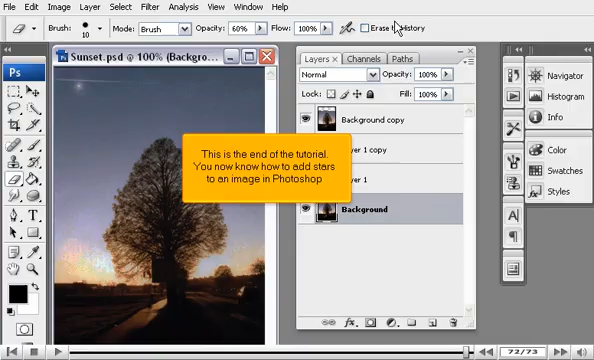 File Edit Image Layer Select Filter Analysis View Window Help
Brush: 10 Mode: Brush Opacity: 60% Flow: 100% Erase History
Ps
Sunset.psd @ 100% (Backgro...
Layers Channels Paths
Normal Opacity: 100%
Lock: Fill: 100%
Background copy
yer 1 copy
yer 1
Background
This is the end of the tutorial.
You now know how to add stars
to an image in Photoshop
Navigator
Histogram
Info
Color
Swatches
Styles
72/73